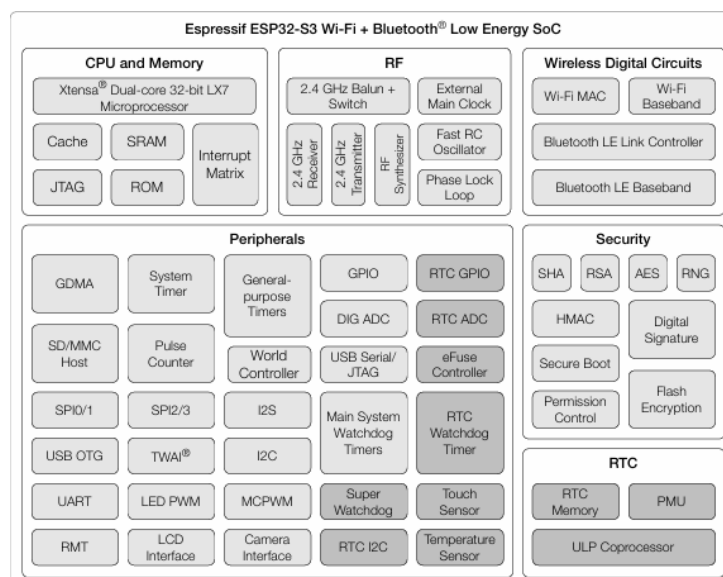 Espressif ESP32-S3 Wi-Fi + Bluetooth® Low Energy SoC
CPU and Memory
Xtensa® Dual-core 32-bit LX7
Microprocessor
Cache
SRAM
Interrupt
Matrix
JTAG
ROM
RF
2.4 GHz Balun +
Switch
External
Main Clock
2.4 GHz
Receiver
2.4 GHz
Transmitter
RF
Synthesizer
Fast RC
Oscillator
Phase Lock
Loop
Wireless Digital Circuits
Wi-Fi MAC
Wi-Fi
Baseband
Bluetooth LE Link Controller
Bluetooth LE Baseband
Peripherals
GDMA
System
Timer
General-
purpose
Timers
GPIO
RTC GPIO
DIG ADC
RTC ADC
SD/MMC
Host
Pulse
Counter
World
Controller
USB Serial/
JTAG
eFuse
Controller
SPI0/1
SPI2/3
I2S
Main System
Watchdog
Timers
RTC
Watchdog
Timer
USB OTG
TWAI®
I2C
UART
LED PWM
MCPWM
Super
Watchdog
Touch
Sensor
RMT
LCD
Interface
Camera
Interface
RTC I2C
Temperature
Sensor
Security
SHA
RSA
AES
RNG
HMAC
Digital
Signature
Secure Boot
Flash
Encryption
Permission
Control
RTC
RTC
Memory
PMU
ULP Coprocessor